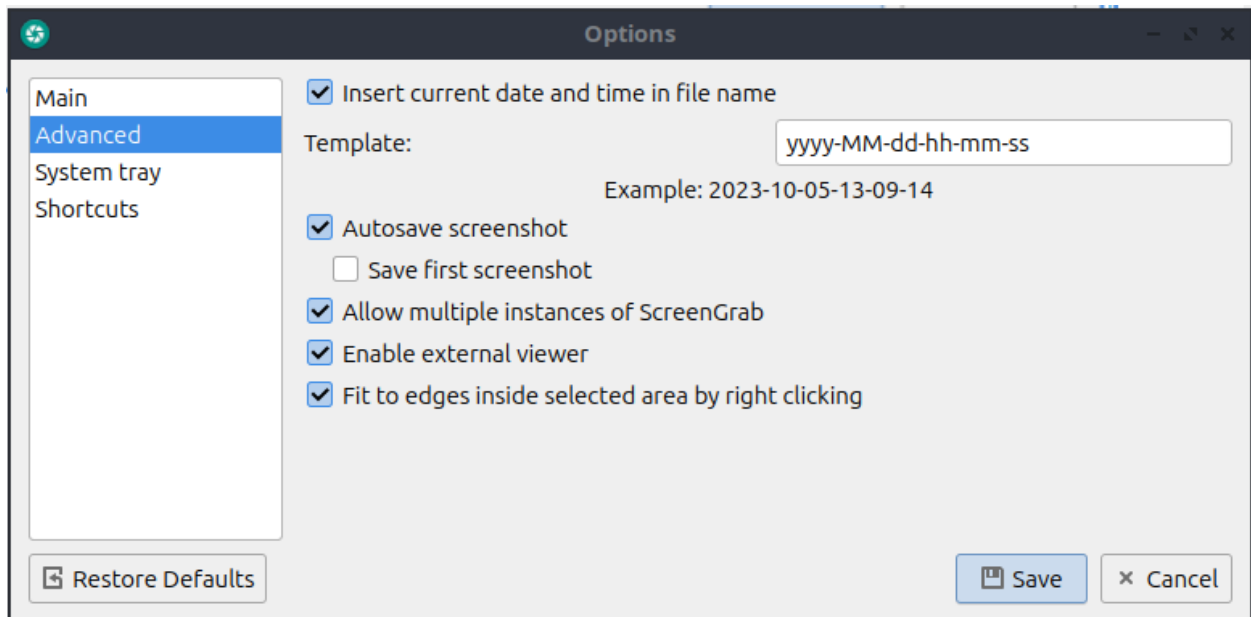 Options
Main
Advanced
System tray
Shortcuts
Insert current date and time in file name
Template:
yyyy-MM-dd-hh-mm-ss
Example: 2023-10-05-13-09-14
Autosave screenshot
Save first screenshot
Allow multiple instances of ScreenGrab
Enable external viewer
Fit to edges inside selected area by right clicking
Restore Defaults
Save
Cancel